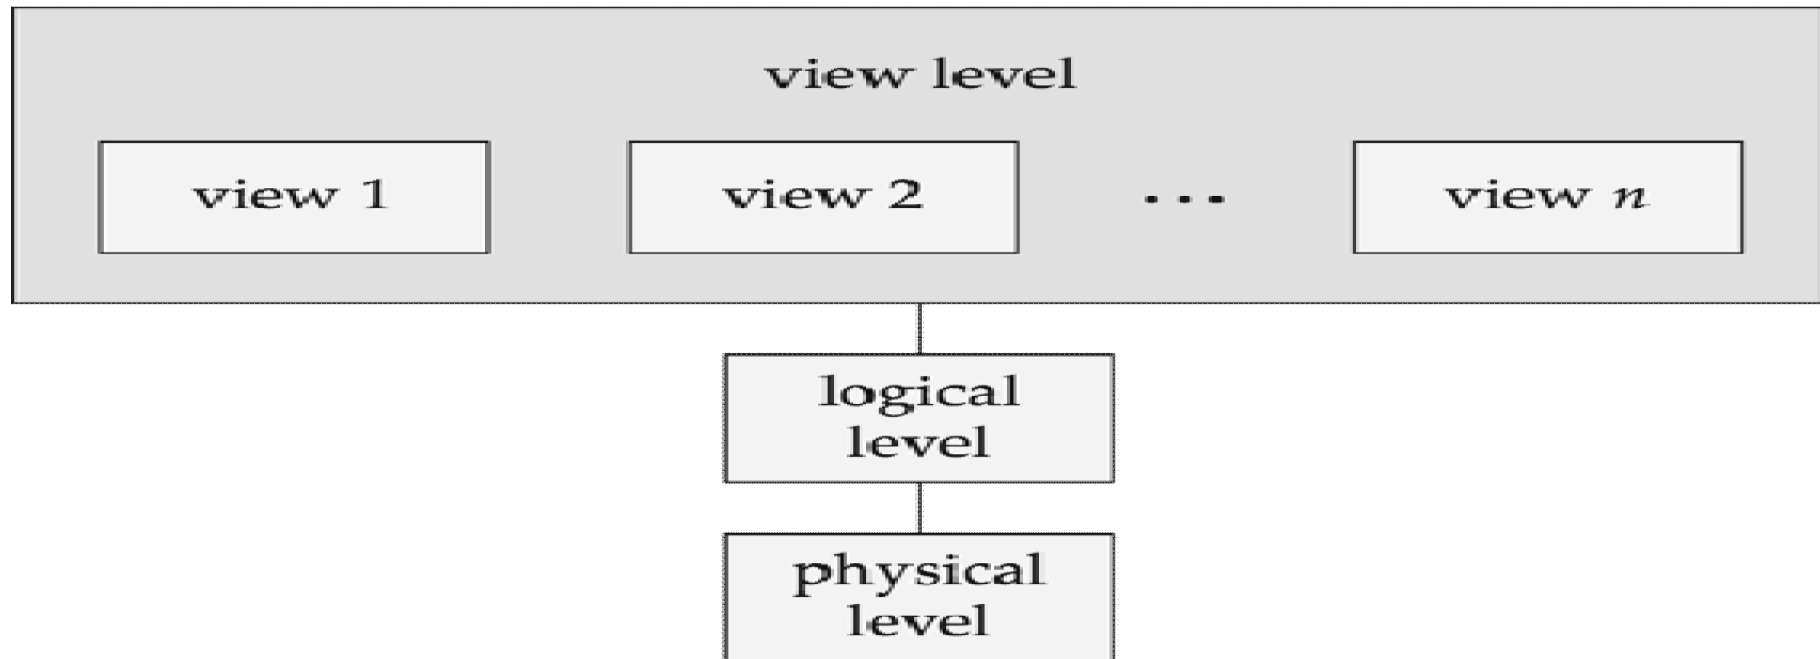 view level
view 1
view 2
...
view n
logical
level
physical
level